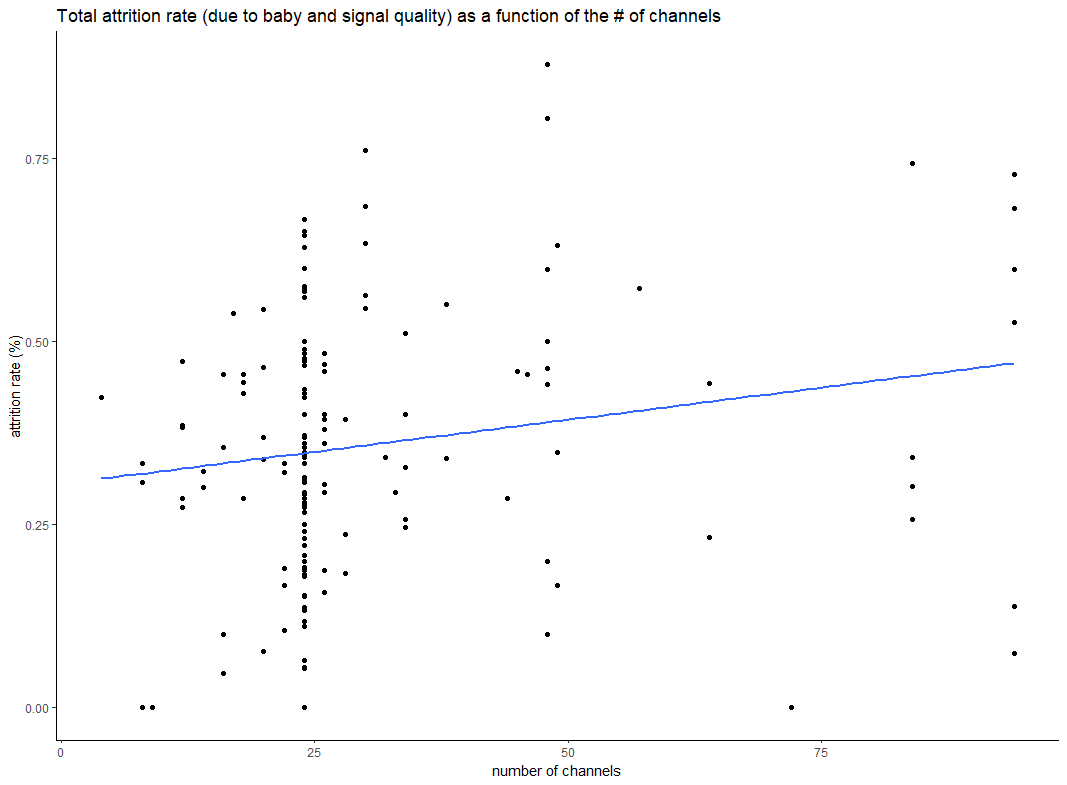 Total attrition rate (due to baby and signal quality) as a function of the # of channels
attrition rate (%)
0.75
0.50
0.25
0.00
0
25
50
75
number of channels